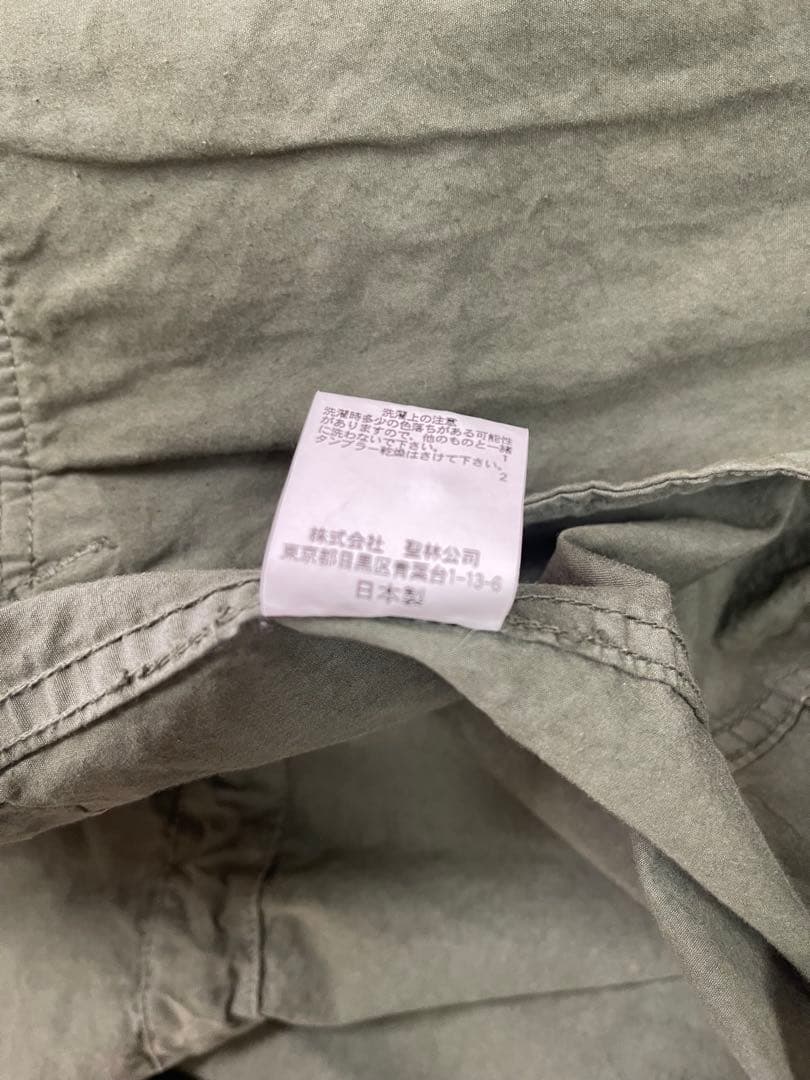 洗濯上の注意
洗濯時多少の色落ちがある可能性
がありますので。他のものと一緒
に洗わないで下さい。 1
タンブラー乾燥はさけて下さい。
2
株式会社 聖林公司
東京都目黒区青葉台1-13-6
日本製